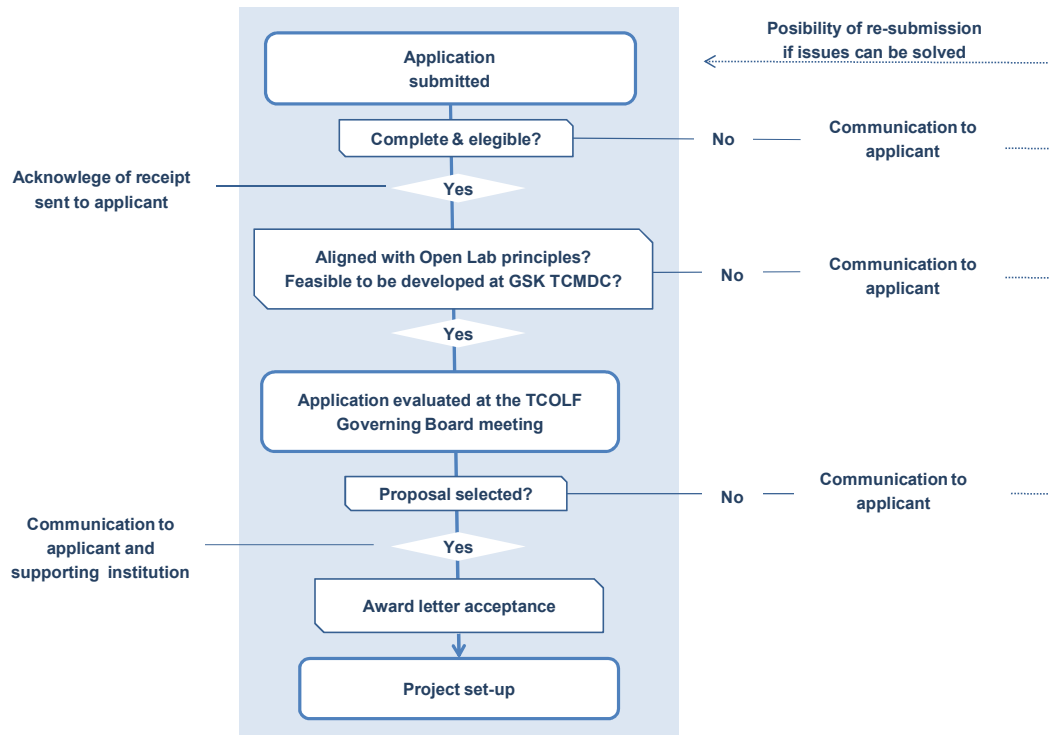 Posibility of re-submission
if issues can be solved
Application
submitted
Complete & elegible?
No
Communication to
applicant
Acknowlege of receipt
sent to applicant
Yes
Aligned with Open Lab principles?
Feasible to be developed at GSK TCMDC?
No
Communication to
applicant
Yes
Application evaluated at the TCOLF
Governing Board meeting
Proposal selected?
No
Communication to
applicant
Communication to
applicant and
supporting institution
Yes
Award letter acceptance
Project set-up